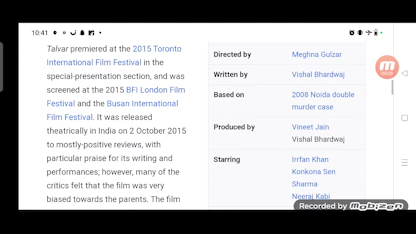 10:41
Talvar premiered at the 2015 Toronto
International Film Festival in the
special-presentation section, and was
screened at the 2015 BFI London Film
Festival and the Busan International
Film Festival. It was released
theatrically in India on 2 October 2015
to mostly-positive reviews, with
particular praise for its writing and
performances; however, many of the
critics felt that the film was very
biased towards the parents. The film
Directed by Meghna Gulzar
Written by Vishal Bhardwaj
Based on 2008 Noida double
murder case
Produced by Vineet Jain
Vishal Bhardwaj
Starring Irrfan Khan
Konkona Sen
Sharma
Neeraj Kabi
Recorded by MOBIZEN